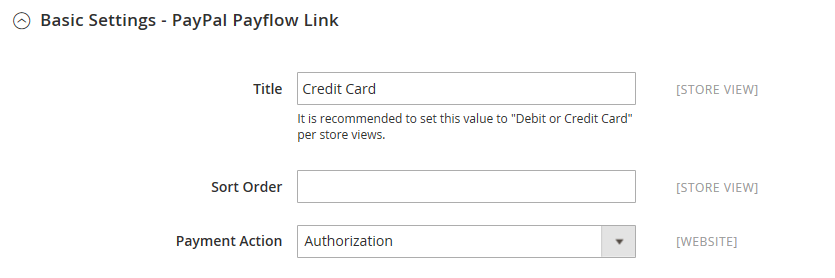 Basic Settings - PayPal Payflow Link
Title
Credit Card
[STORE VIEW]
It is recommended to set this value to "Debit or Credit Card"
per store views.
Sort Order
[STORE VIEW]
Payment Action
Authorization
[WEBSITE]